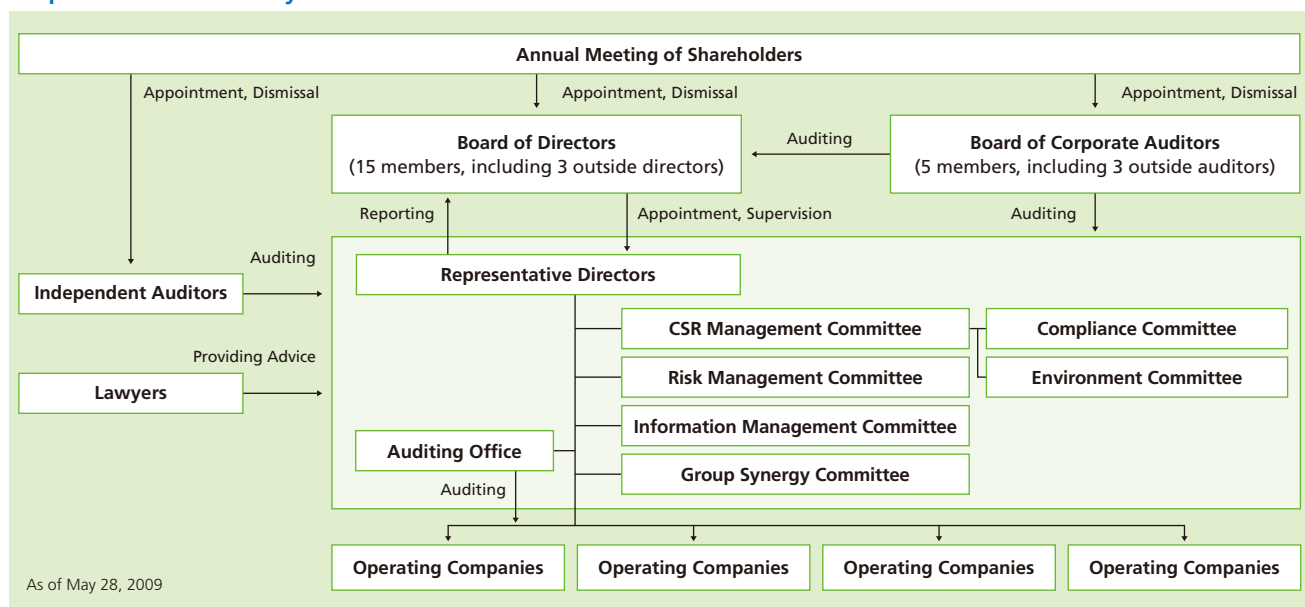 Annual Meeting of Shareholders
Appointment, Dismissal
Appointment, Dismissal
Appointment, Dismissal
Board of Directors
(15 members, including 3 outside directors)
Auditing
Board of Corporate Auditors
(5 members, including 3 outside auditors)
Reporting
Appointment, Supervision
Auditing
Auditing
Independent Auditors
Representative Directors
CSR Management Committee
Compliance Committee
Providing Advice
Lawyers
Risk Management Committee
Environment Committee
Information Management Committee
Auditing Office
Group Synergy Committee
Auditing
Operating Companies
Operating Companies
Operating Companies
Operating Companies
As of May 28, 2009